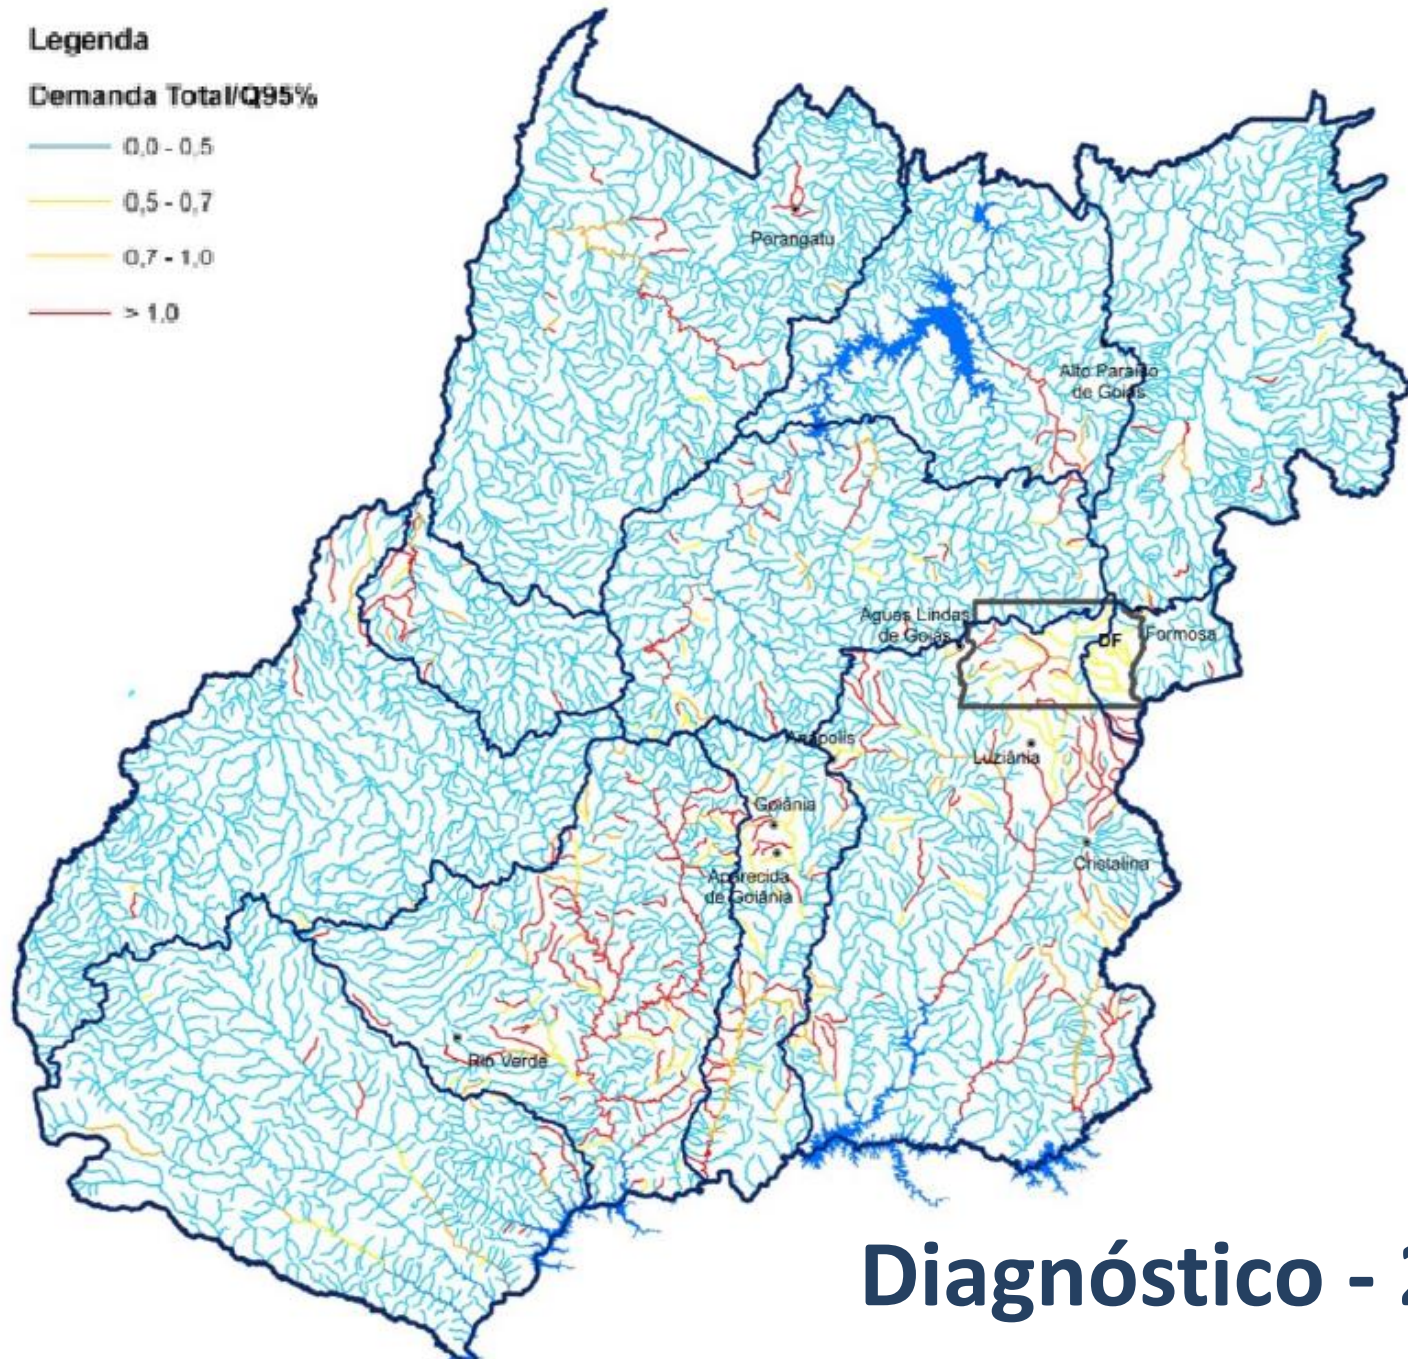 Legenda
Demanda Total/Q95%
0,0 - 0,5
0,5 - 0,7
0,7 - 1,0
> 1.0
Porangatu
Alto Paraíso
de Goiás
Águas Lindas
de Goiás
DF
Formosa
Anápolis
Luziânia
Goiânia
Cristalina
Aparecida
de Goiânia
Rio Verde
Diagnóstico - 2